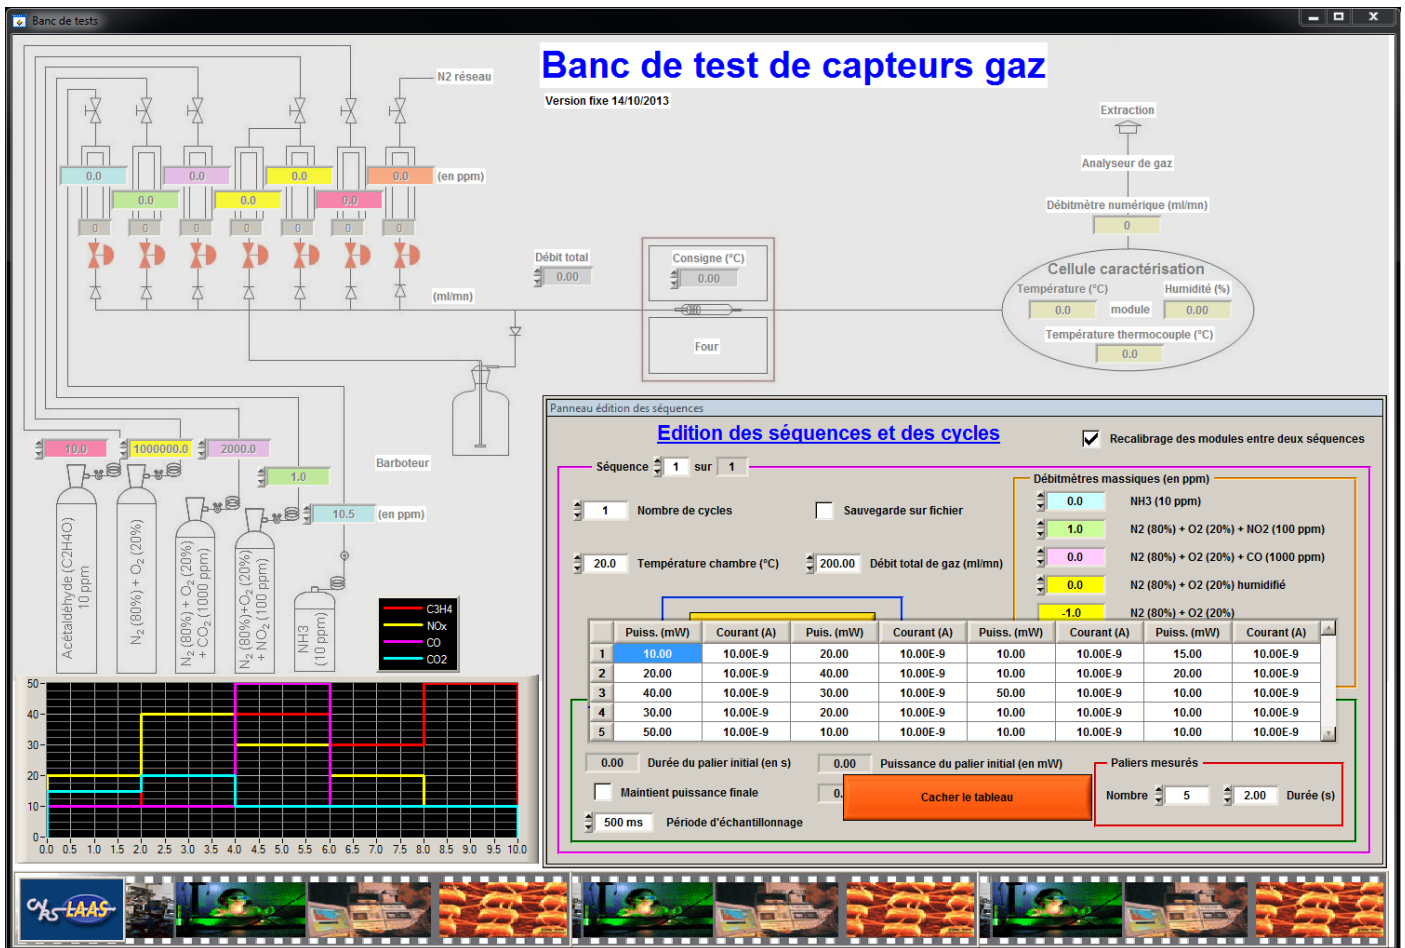 Banc de tests
Banc de test de capteurs gaz
Version fixe 14/10/2013
N2 réseau
Extraction
Analyseur de gaz
Débitmètre numérique (ml/mn)
0
0.0 0.0 0.0 0.0 (en ppm)
0.0 0.0 0.0
0 0 0 0 0 0 0
Débit total
0.00
Consigne (°C)
0.00
Cellule caractérisation
Température (°C) Humidité (%)
0.0 module 0.00
Température thermocouple (°C)
0.0
(ml/mn)
Four
Barboteur
10.0 1000000.0 2000.0
1.0
10.5 (en ppm)
Acétaldéhyde (C2H4O)
10 ppm
N₂ (80%) + O₂ (20%)
N₂ (80%) + O₂ (20%)
+ CO₂ (1000 ppm)
N₂ (80%)+O₂ (20%)
+ NO₂ (100 ppm)
NH3
(10 ppm)
C3H4
NOx
CO
CO2
50
40
30
20
10
0
0.0 0.5 1.0 1.5 2.0 2.5 3.0 3.5 4.0 4.5 5.0 5.5 6.0 6.5 7.0 7.5 8.0 8.5 9.0 9.5 10.0
Panneau édition des séquences
Edition des séquences et des cycles
Recalibrage des modules entre deux séquences
Séquence 1 sur 1
1 Nombre de cycles
Sauvegarde sur fichier
20.0 Température chambre (°C)
200.00 Débit total de gaz (ml/mn)
Débitmètres massiques (en ppm)
0.0 NH3 (10 ppm)
1.0 N2 (80%) + O2 (20%) + NO2 (100 ppm)
0.0 N2 (80%) + O2 (20%) + CO (1000 ppm)
0.0 N2 (80%) + O2 (20%) humidifié
-1.0 N2 (80%) + O2 (20%)
Puiss. (mW) Courant (A) Puis. (mW) Courant (A) Puiss. (mW) Courant (A) Puiss. (mW) Courant (A)
1 10.00 10.00E-9 20.00 10.00E-9 10.00 10.00E-9 15.00 10.00E-9
2 20.00 10.00E-9 40.00 10.00E-9 10.00 10.00E-9 20.00 10.00E-9
3 40.00 10.00E-9 30.00 10.00E-9 50.00 10.00E-9 10.00 10.00E-9
4 30.00 10.00E-9 20.00 10.00E-9 10.00 10.00E-9 10.00 10.00E-9
5 50.00 10.00E-9 10.00 10.00E-9 10.00 10.00E-9 10.00 10.00E-9
0.00 Durée du palier initial (en s)
0.00 Puissance du palier initial (en mW)
Maintient puissance finale
0.
Cacher le tableau
500 ms Période d'échantillonnage
Paliers mesurés
Nombre 5 2.00 Durée (s)
CNRS-LAAS